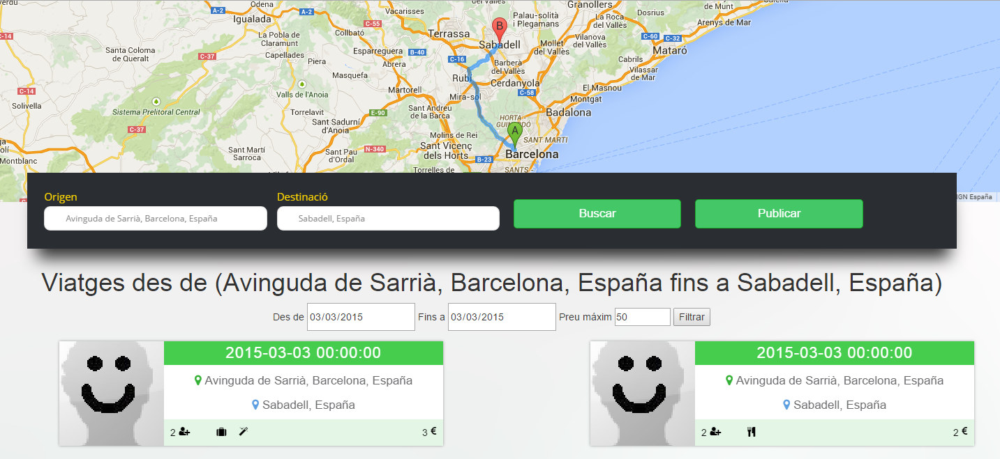 Odena
A-2
A-2
Igualada
Vacarisses
C-55
Palau-solità
i Plegamans
Granollers
La Roca
del Vallès
Dosrius
de Munt
Arenys de Mar
C-14
La Pobla de
Claramunt
Collbató
Terrassa
B
Sabadell
Vilanova
del Vallès
C-60
C-32
Santa Coloma
de Queralt
C-37
Capellades
Piera
Esparreguera
B-40
Abrera
C-16
Mollet
del Vallès
Mataró
Masquefa
Barberà
del Vallès
Cabrils
Vilassar
de Mar
C-14
Solivella
Valls de l'Anoia
Martorell
Rubí
Cerdanyola
C-58
El Masnou
Mira-sol
Montgat
Sistema Prelitoral Central
Torrelavit
E-90
Sant Andreu
de la Barca
Badalona
C-37
Sant Sadurní
d'Anoia
HORTA -
GUINARDÓ
A
Molins de Rei
SANT MARTÍ
Sant Martí
Sarroca
Sant Pau
d'Ordal
N-340
Sant Vicenç
dels Horts
B-23
Barcelona
Montblanc
Torrelles de
SANTS -
IGN España
Origen
Destinació
Avinguda de Sarrià, Barcelona, España
Sabadell, España
Buscar
Publicar
Viatges des de (Avinguda de Sarrià, Barcelona, España fins a Sabadell, España)
Des de 03/03/2015 Fins a 03/03/2015 Preu máxim 50 Filtrar
2015-03-03 00:00:00
Avinguda de Sarrià, Barcelona, España
Sabadell, España
2 3 €
2015-03-03 00:00:00
Avinguda de Sarrià, Barcelona, España
Sabadell, España
2 2 €